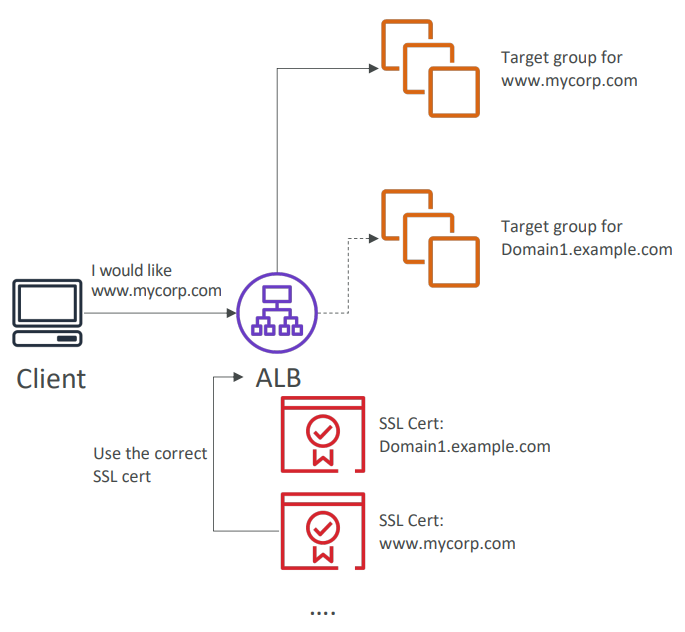 Target group for
www.mycorp.com
Target group for
Domain1.example.com
I would like
www.mycorp.com
Client
ALB
SSL Cert:
Domain1.example.com
Use the correct
SSL cert
SSL Cert:
www.mycorp.com
....